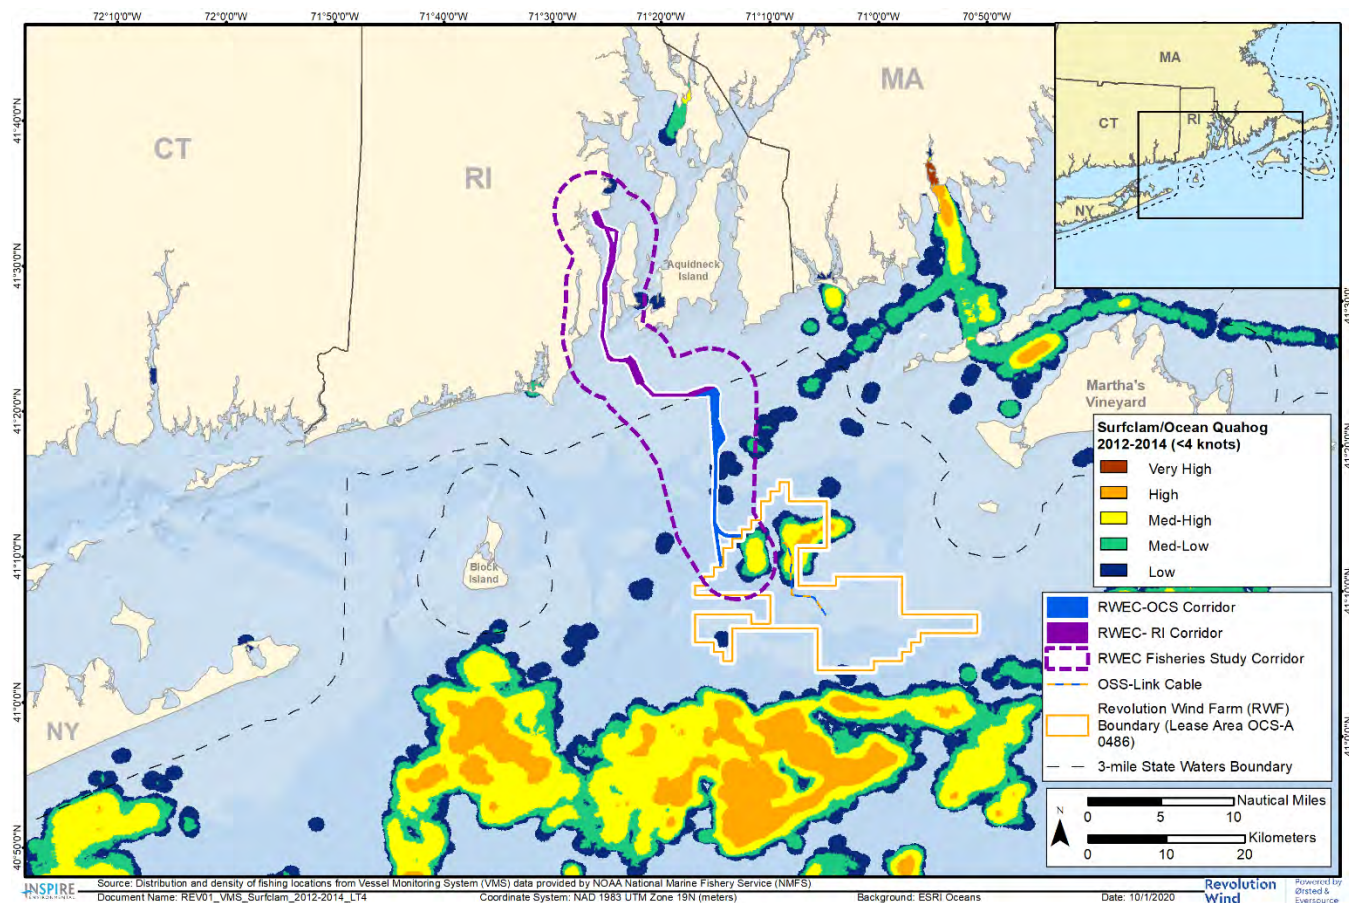 72°10'0"W
72°0'0"W
71°50'0"W
71°40'0"W
71°30'0"W
71°20'0"W
71°10'0"W
71°0'0"W
70°50'0"W
41°40'0"N
41°30'0"N
41°20'0"N
41°10'0"N
41°0'0"N
40°50'0"N
CT
RI
MA
NY
Aquidneck
Island
Block
Island
Martha's
Vineyard
MA
CT
RI
NY
Surfclam/Ocean Quahog
2012-2014 (<4 knots)
Very High
High
Med-High
Med-Low
Low
RWEC-OCS Corridor
RWEC- RI Corridor
RWEC Fisheries Study Corridor
OSS-Link Cable
Revolution Wind Farm (RWF)
Boundary (Lease Area OCS-A
0486)
3-mile State Waters Boundary
N
Nautical Miles
0 5 10
Kilometers
0 10 20
INSPIRE
ENVIRONMENTAL
Source: Distribution and density of fishing locations from Vessel Monitoring System (VMS) data provided by NOAA National Marine Fishery Service (NMFS)
Document Name: REV01_VMS_Surfclam_2012-2014_LT4
Coordinate System: NAD 1983 UTM Zone 19N (meters)
Background: ESRI Oceans
Date: 10/1/2020
Revolution
Wind
Powered by
Ørsted &
Eversource